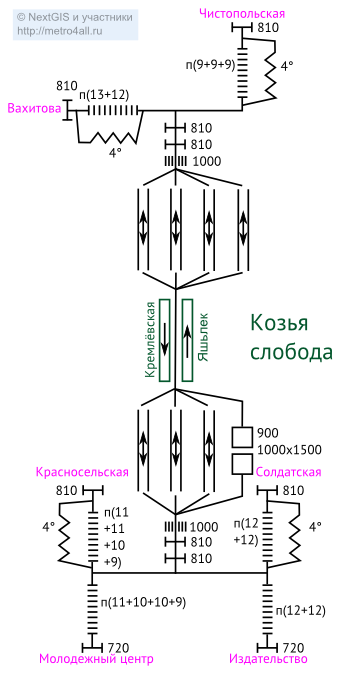 © NextGIS и участники
http://metro4all.ru
Чистопольская
810
п(9+9+9)
4°
810
п(13+12)
Вахитова
4°
810
810
1000
Кремлёвская
Яшьлек
Козья
слобода
900
1000x1500
Красносельская
810
п(11
+11
+10
+9)
4°
1000
810
810
Солдатская
810
п(12
+12)
4°
п(11+10+10+9)
п(12+12)
720
Молодежный центр
720
Издательство